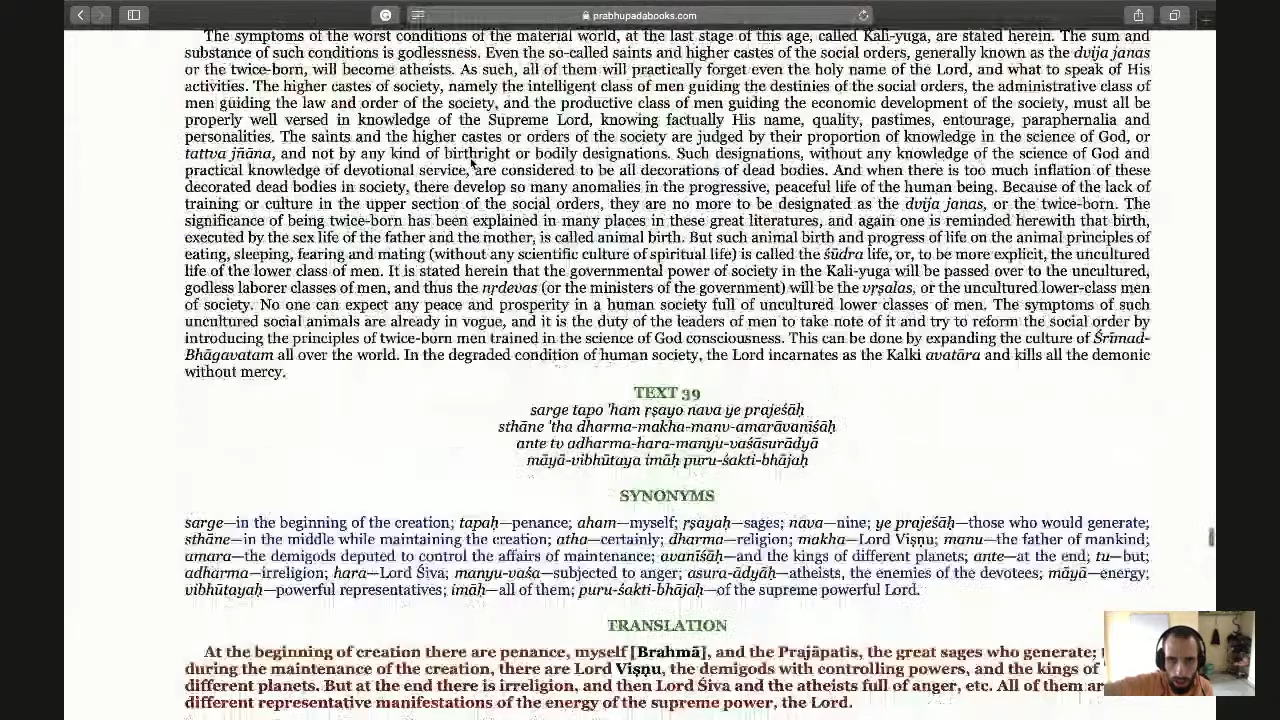 prabhupadabooks.com
The symptoms of the worst conditions of the material world, at the last stage of this age, called Kali-yuga, are stated herein. The sum and
substance of such conditions is godlessness. Even the so-called saints and higher castes of the social orders, generally known as the dvija janas
or the twice-born, will become atheists. As such, all of them will practically forget even the holy name of the Lord, and what to speak of His
activities. The higher castes of society, namely the intelligent class of men guiding the destinies of the social orders, the administrative class of
men guiding the law and order of the society, and the productive class of men guiding the economic development of the society, must all be
properly well versed in knowledge of the Supreme Lord, knowing factually His name, quality, pastimes, entourage, paraphernalia and
personalities. The saints and the higher castes or orders of the society are judged by their proportion of knowledge in the science of God, or
tattva jñāna, and not by any kind of birthright or bodily designations. Such designations, without any knowledge of the science of God and
practical knowledge of devotional service, are considered to be all decorations of dead bodies. And when there is too much inflation of these
decorated dead bodies in society, there develop so many anomalies in the progressive, peaceful life of the human being. Because of the lack of
training or culture in the upper section of the social orders, they are no more to be designated as the dvija janas, or the twice-born. The
significance of being twice-born has been explained in many places in these great literatures, and again one is reminded herewith that birth,
executed by the sex life of the father and the mother, is called animal birth. But such animal birth and progress of life on the animal principles of
eating, sleeping, fearing and mating (without any scientific culture of spiritual life) is called the śūdra life, or, to be more explicit, the uncultured
life of the lower class of men. It is stated herein that the governmental power of society in the Kali-yuga will be passed over to the uncultured,
godless laborer classes of men, and thus the nṛdevas (or the ministers of the government) will be the vṛṣalas, or the uncultured lower-class men
of society. No one can expect any peace and prosperity in a human society full of uncultured lower classes of men. The symptoms of such
uncultured social animals are already in vogue, and it is the duty of the leaders of men to take note of it and try to reform the social order by
introducing the principles of twice-born men trained in the science of God consciousness. This can be done by expanding the culture of Śrīmad-
Bhāgavatam all over the world. In the degraded condition of human society, the Lord incarnates as the Kalki avatāra and kills all the demonic
without mercy.
TEXT 39
sarge tapo 'ham ṛṣayo nava ye prajeśāḥ
sthāne 'tha dharma-makha-manv-amarāvanīśāḥ
ante tv adharma-hara-manyu-vaśāsurādyā
māyā-vibhūtaya imāḥ puru-śakti-bhājaḥ
SYNONYMS
sarge—in the beginning of the creation; tapaḥ—penance; aham—myself; ṛṣayaḥ—sages; nava—nine; ye prajeśāḥ—those who would generate;
sthāne—in the middle while maintaining the creation; atha—certainly; dharma—religion; makha—Lord Viṣṇu; manu—the father of mankind;
amara—the demigods deputed to control the affairs of maintenance; avanīśāḥ—and the kings of different planets; ante—at the end; tu—but;
adharma—irreligion; hara—Lord Śiva; manyu-vaśa—subjected to anger; asura-ādyāḥ—atheists, the enemies of the devotees; māyā—energy;
vibhūtayaḥ—powerful representatives; imāḥ—all of them; puru-śakti-bhājaḥ—of the supreme powerful Lord.
TRANSLATION
At the beginning of creation there are penance, myself [Brahmā], and the Prajāpatis, the great sages who generate;
during the maintenance of the creation, there are Lord Viṣṇu, the demigods with controlling powers, and the kings of
different planets. But at the end there is irreligion, and then Lord Śiva and the atheists full of anger, etc. All of them
different representative manifestations of the energy of the supreme power, the Lord.